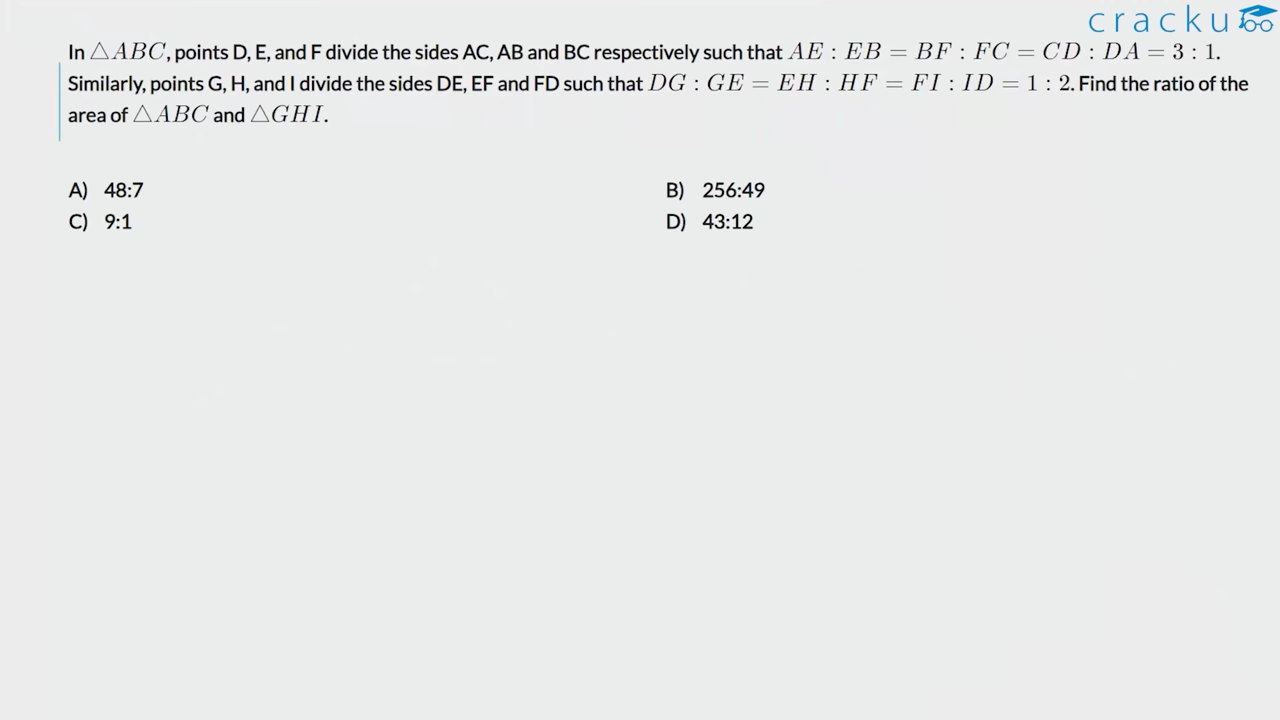 cracku
In △ABC, points D, E, and F divide the sides AC, AB and BC respectively such that AE : EB = BF : FC = CD : DA = 3 : 1.
Similarly, points G, H, and I divide the sides DE, EF and FD such that DG : GE = EH : HF = FI : ID = 1 : 2. Find the ratio of the
area of △ABC and △GHI.
A) 48:7 B) 256:49
C) 9:1 D) 43:12